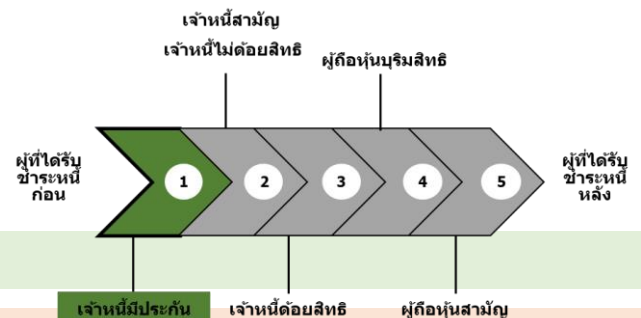 เจ้าหนี้สามัญ
เจ้าหนี้ไม่ด้อยสิทธิ
ผู้ถือหุ้นบุริมสิทธิ
ผู้ที่ได้รับ
ชำระหนี้
ก่อน
1
2
3
4
5
ผู้ที่ได้รับ
ชำระหนี้
หลัง
เจ้าหนี้มีประกัน
เจ้าหนี้ด้อยสิทธิ
ผู้ถือหุ้นสามัญ